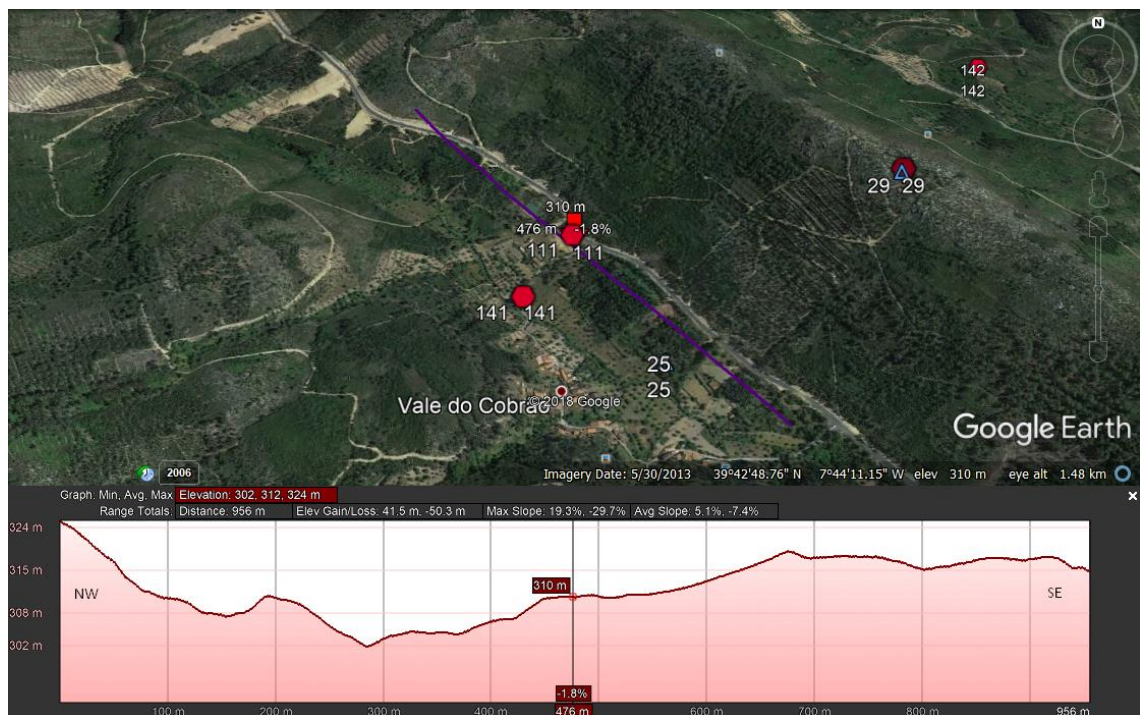 N
142
142
29 29
310 m
476 m -1.8%
111 111
141 141
25
25
Vale do Cobrão
© 2018 Google
Google Earth
2006
Imagery Date: 5/30/2013 39°42'48.76" N 7°44'11.15" W elev 310 m eye alt 1.48 km
Graph: Min, Avg, Max Elevation: 302, 312, 324 m
Range Totals: Distance: 956 m Elev Gain/Loss: 41.5 m, -50.3 m Max Slope: 19.3%, -29.7% Avg Slope: 5.1%, -7.4%
324 m
315 m
308 m
302 m
NW
310 m
SE
-1.8%
100 m 200 m 300 m 400 m 476 m 600 m 700 m 800 m 956 m